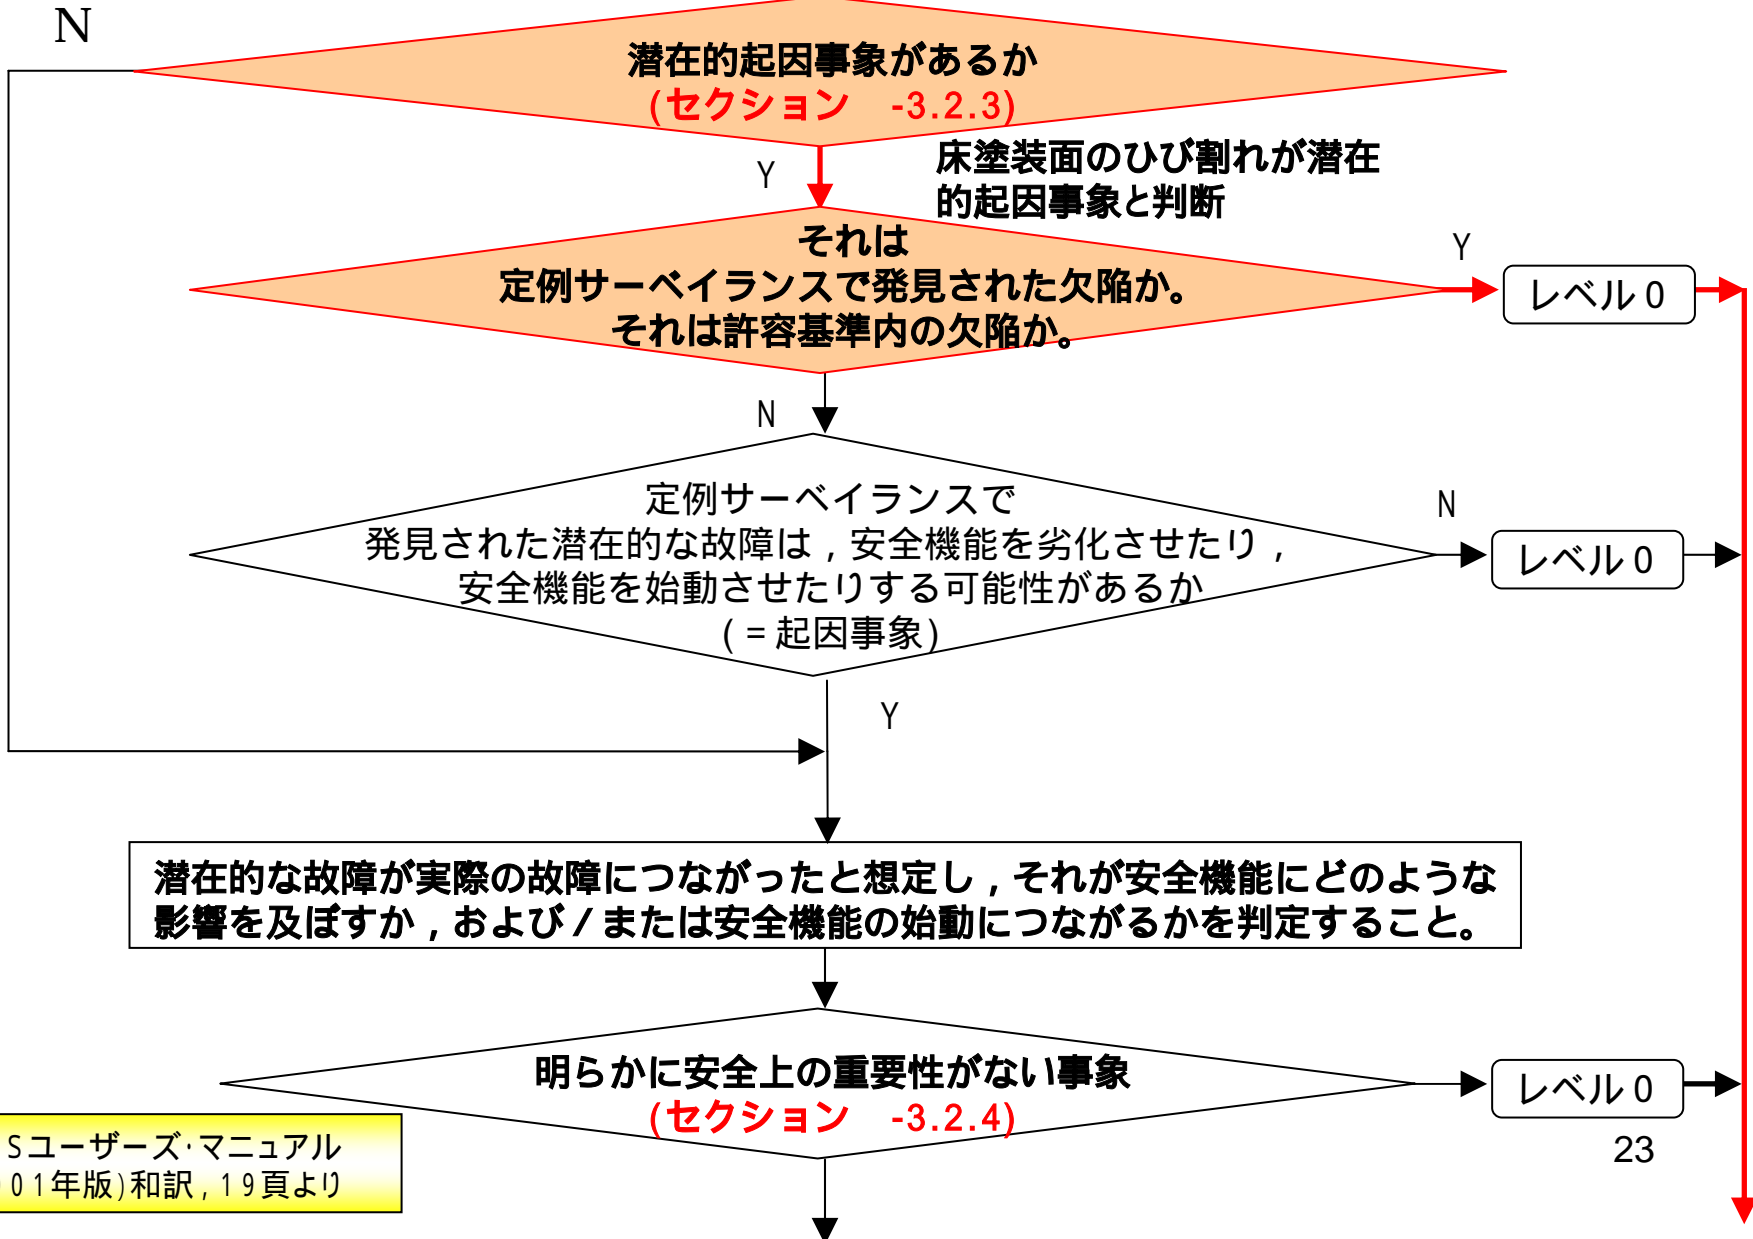 N
潜在的起因事象があるか
(セクション　-3.2.3)
Y
床塗装面のひび割れが潜在
的起因事象と判断
それは
定例サーベイランスで発見された欠陥か。
それは許容基準内の欠陥か。
Y
レベル0
N
定例サーベイランスで
発見された潜在的な故障は，安全機能を劣化させたり，
安全機能を始動させたりする可能性があるか
(＝起因事象)
N
レベル0
Y
潜在的な故障が実際の故障につながったと想定し，それが安全機能にどのような
影響を及ぼすか，および／または安全機能の始動につながるかを判定すること。
明らかに安全上の重要性がない事象
(セクション　-3.2.4)
レベル0
Sユーザーズ・マニュアル
01年版)和訳，19頁より
23